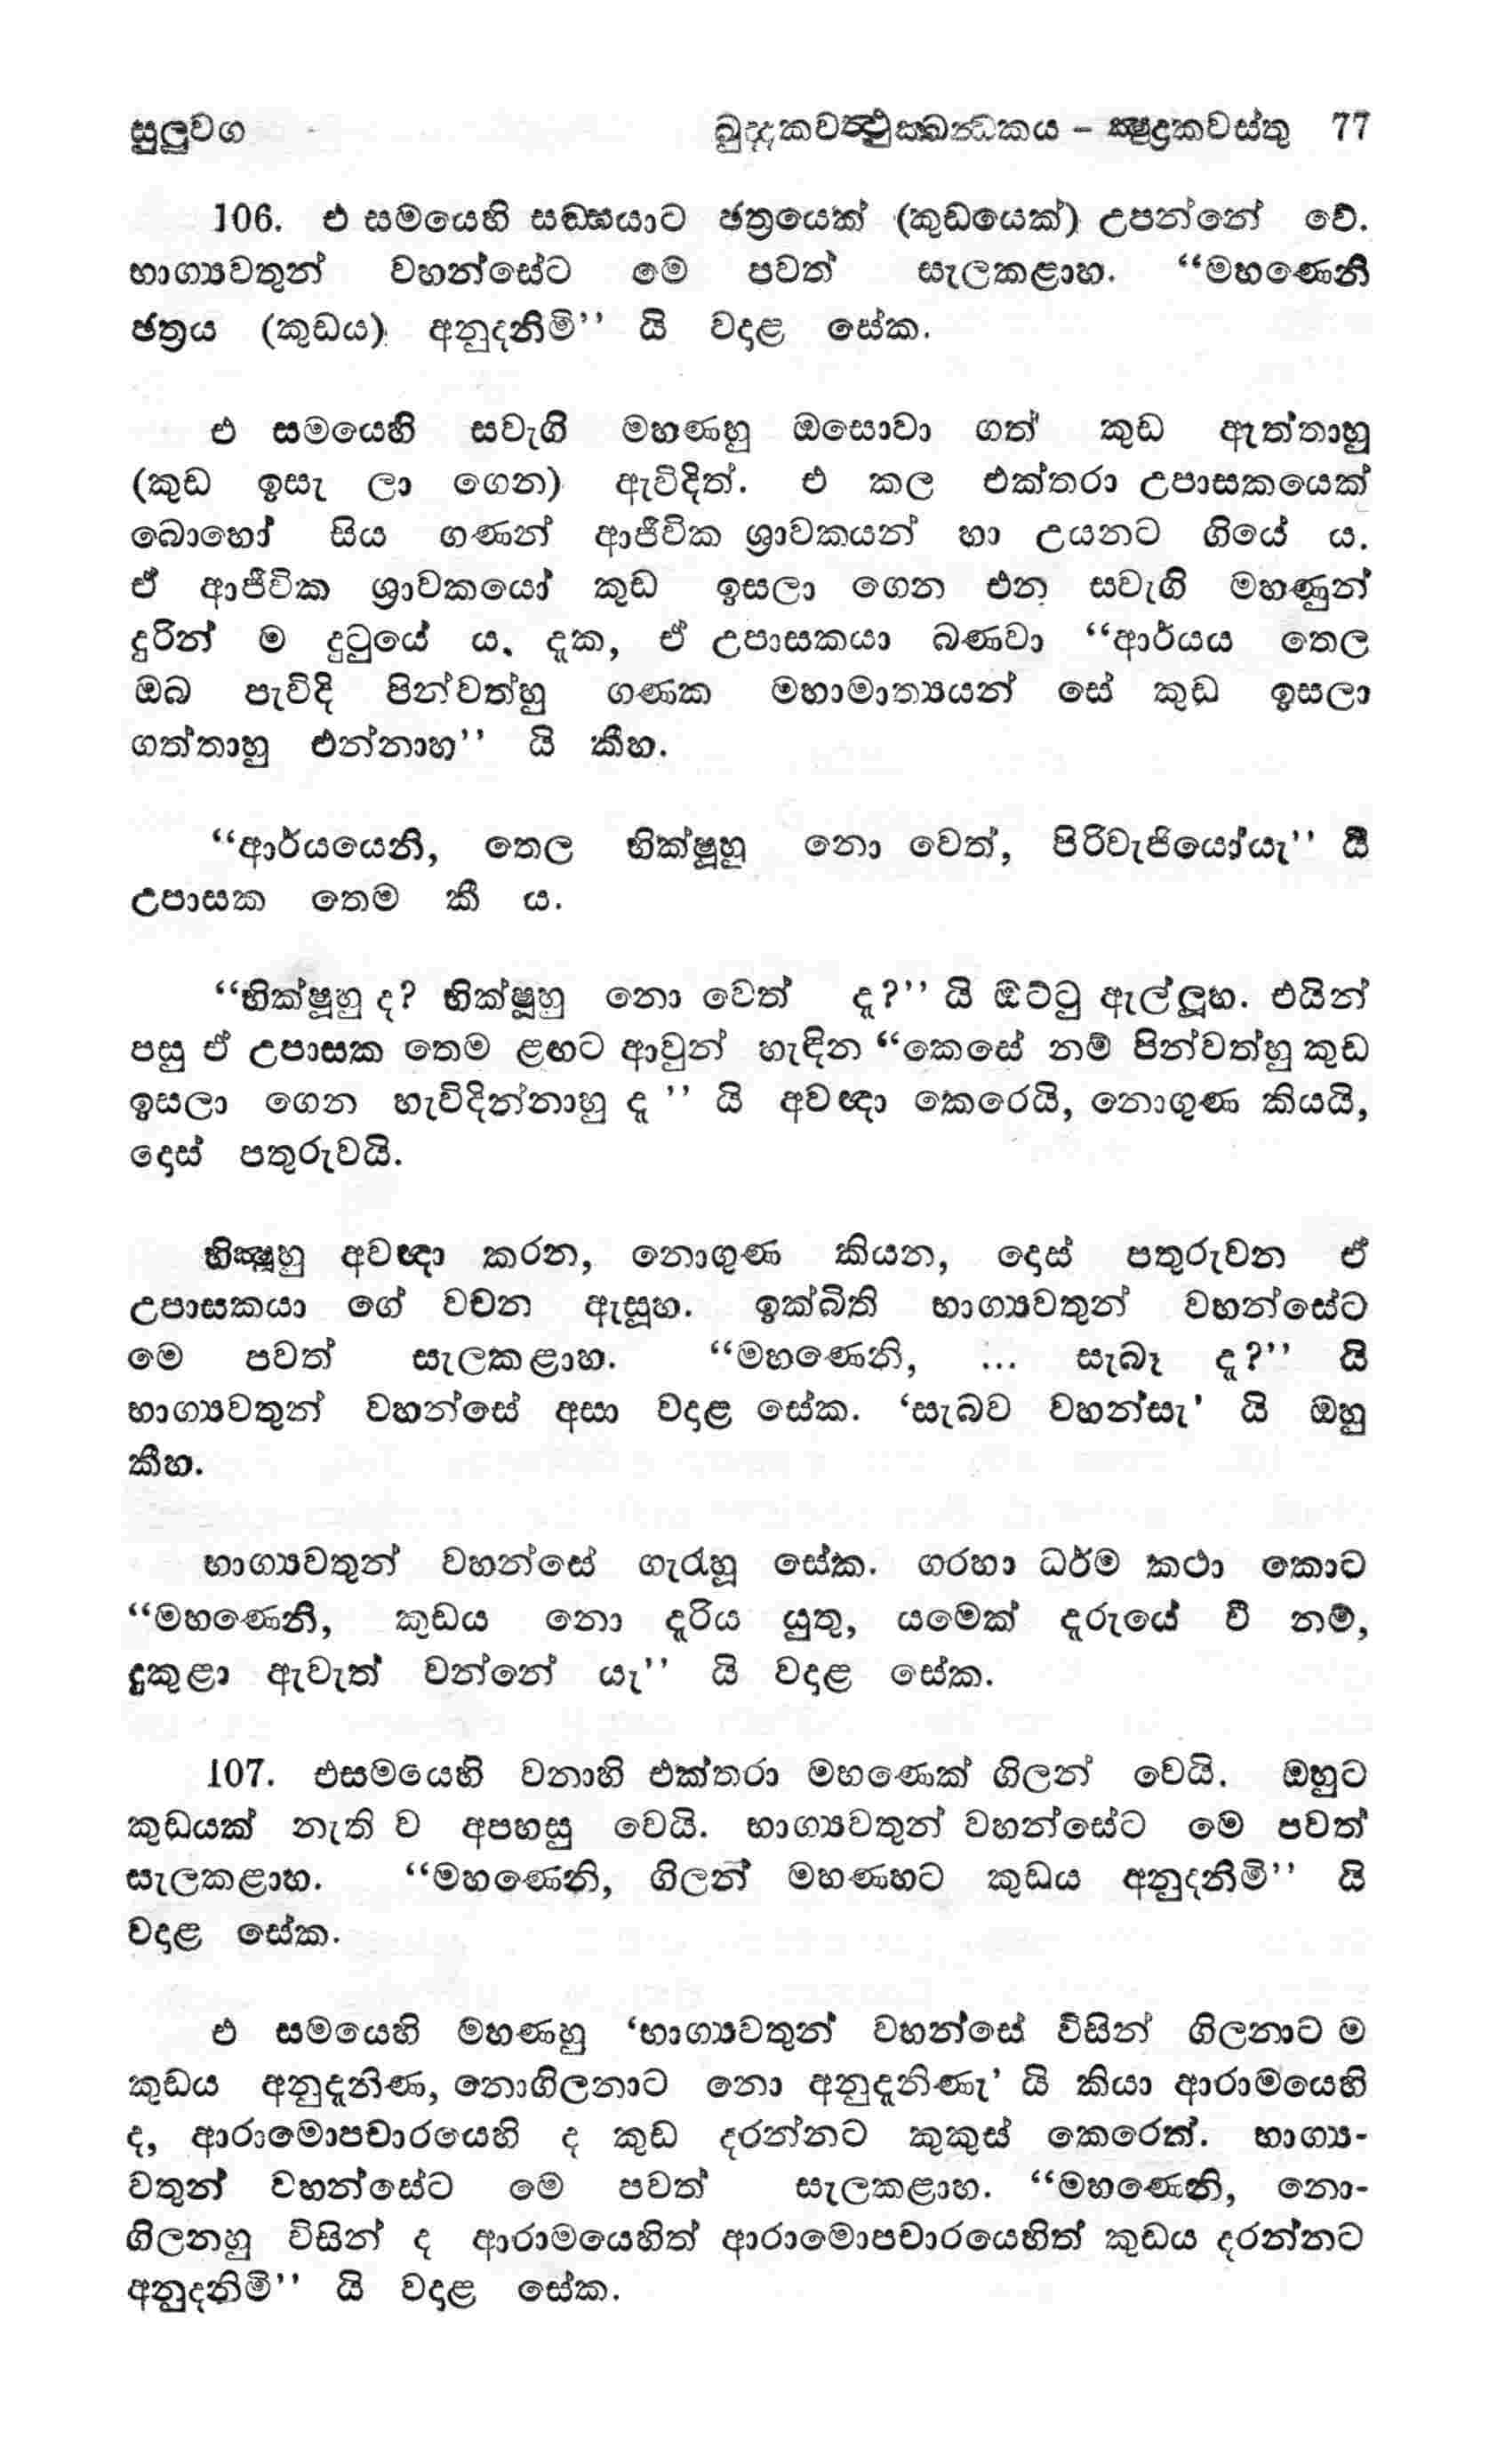 සුලුවග ඛුද්දකවත්ථුක්ඛන්ධකය - ක්‍ෂුද්‍රකවස්තු 77
106. එ සමයෙහි සඞ්ඝයාට ඡත්‍රයෙක් (කුඩයෙක්) උපන්නේ වේ.
භාග්‍යවතුන් වහන්සේට මෙ පවත් සැලකළාහ. “මහණෙනි
ඡත්‍රය (කුඩය) අනුදනිමි’’ යි වදාළ සේක.
එ සමයෙහි සවැගි මහණහු ඔසොවා ගත් කුඩ ඇත්තාහු
(කුඩ ඉසැ ලා ගෙන) ඇවිදිත්. එ කල එක්තරා උපාසකයෙක්
බොහෝ සිය ගණන් ආජීවික ශ්‍රාවකයන් හා උයනට ගියේ ය.
ඒ ආජීවික ශ්‍රාවකයෝ කුඩ ඉසලා ගෙන එන සවැගි මහණුන්
දුරින් ම දුටුයේ ය. දැක, ඒ උපාසකයා බණවා “ආර්යය තෙල
ඔබ පැවිදි පින්වත්හු ගණක මහාමාත්‍යයන් සේ කුඩ ඉසලා
ගත්තාහු එන්නාහ’’ යි කීහ.
“ආර්යයෙනි, තෙල භික්ෂූහු නො වෙත්, පිරිවැජියෝයැ’’ යි
උපාසක තෙම කී ය.
“භික්ෂූහු ද? භික්ෂූහු නො වෙත් දැ?’’ යි ඔට්ටු ඇල්ලූහ. එයින්
පසු ඒ උපාසක තෙම ළඟට ආවුන් හැඳින “කෙසේ නම් පින්වත්හු කුඩ
ඉසලා ගෙන හැවිදින්නාහු දැ ’’ යි අවඥා කෙරෙයි, නොගුණ කියයි,
දොස් පතුරුවයි.
භික්‍ෂූහු අවඥා කරන, නොගුණ කියන, දොස් පතුරුවන ඒ
උපාසකයා ගේ වචන ඇසූහ. ඉක්බිති භාග්‍යවතුන් වහන්සේට
මෙ පවත් සැලකළාහ. “මහණෙනි, ... සැබෑ දැ?’’ යි
භාග්‍යවතුන් වහන්සේ අසා වදාළ සේක. ‘සැබව වහන්සැ’ යි ඔහු
කීහ.
භාග්‍යවතුන් වහන්සේ ගැරහූ සේක. ගරහා ධර්ම කථා කොට
“මහණෙනි, කුඩය නො දැරිය යුතු, යමෙක් දැරුයේ වී නම්,
දුකුළා ඇවැත් වන්නේ යැ’’ යි වදාළ සේක.
107. එසමයෙහි වනාහි එක්තරා මහණෙක් ගිලන් වෙයි. ඔහුට
කුඩයක් නැති ව අපහසු වෙයි. භාග්‍යවතුන් වහන්සේට මෙ පවත්
සැලකළාහ. “මහණෙනි, ගිලන් මහණහට කුඩය අනුදනිමි’’ යි
වදාළ සේක.
එ සමයෙහි මහණහු ‘භාග්‍යවතුන් වහන්සේ විසින් ගිලනාට ම
කුඩය අනුදැනිණ, නොගිලනාට නො අනුදැනිණැ’ යි කියා ආරාමයෙහි
ද, ආරාමොපචාරයෙහි ද කුඩ දරන්නට කුකුස් කෙරෙත්. භාග්‍ය-
වතුන් වහන්සේට මෙ පවත් සැලකළාහ. “මහණෙනි, නො-
ගිලනහු විසින් ද ආරාමයෙහිත් ආරාමොපචාරයෙහිත් කුඩය දරන්නට
අනුදනිමි’’ යි වදාළ සේක.